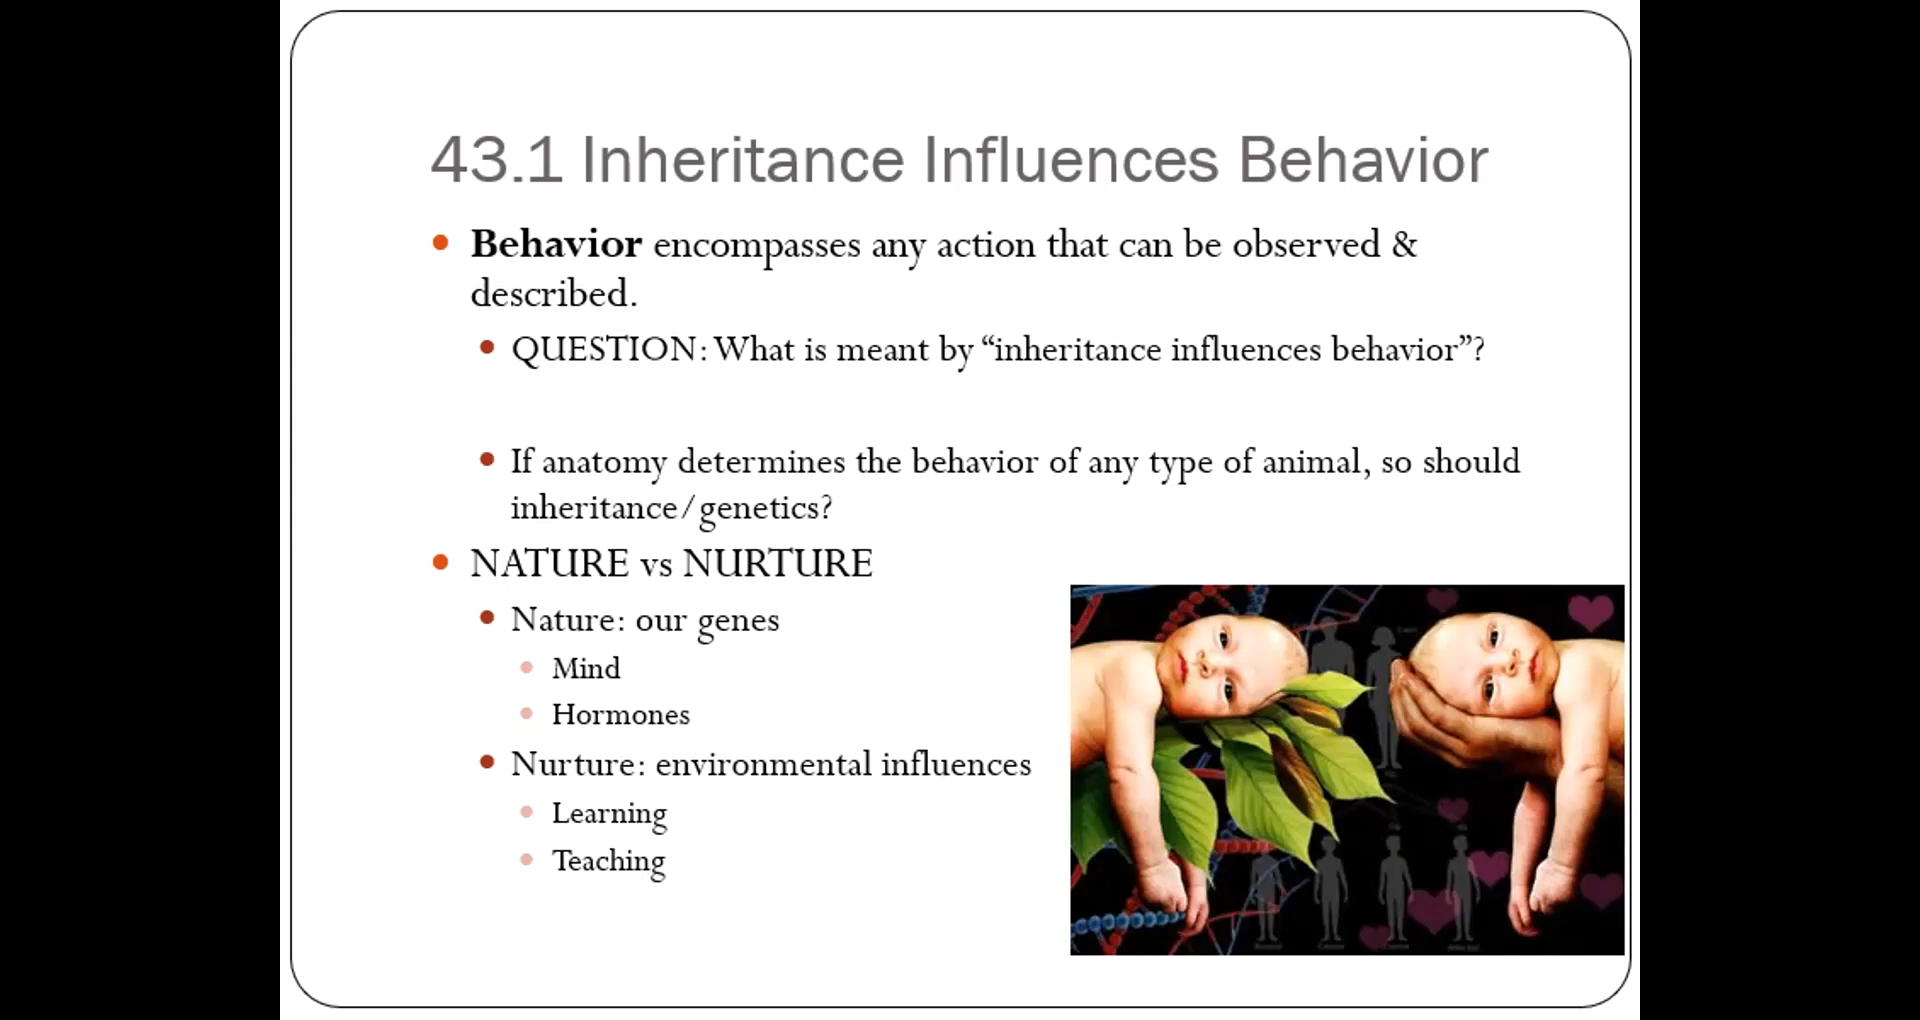 43.1 Inheritance Influences Behavior
Behavior encompasses any action that can be observed &
described.
QUESTION: What is meant by “inheritance influences behavior”?
If anatomy determines the behavior of any type of animal, so should
inheritance/genetics?
NATURE vs NURTURE
Nature: our genes
Mind
Hormones
Nurture: environmental influences
Learning
Teaching